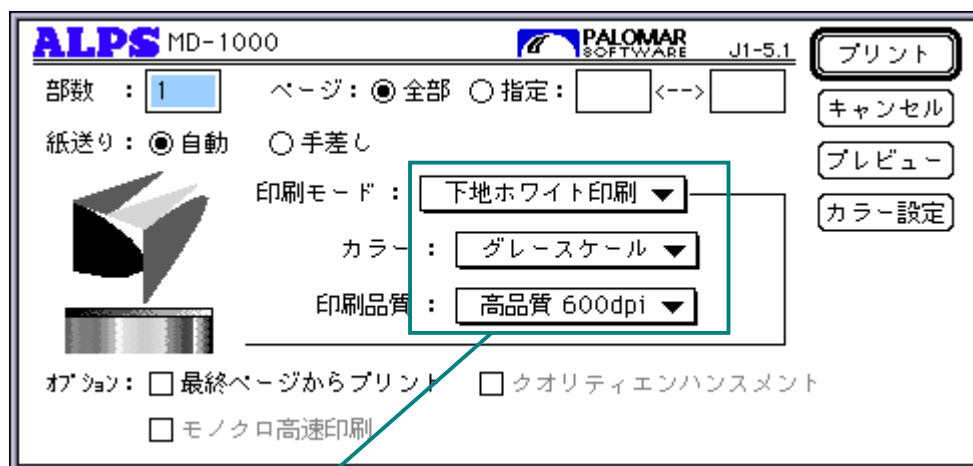 ALPS MD-1000 PALOMAR SOFTWARE J1-5.1 プリント
部数 : 1 ページ : 全部 指定 : <-->
キャンセル
紙送り : 自動 手差し
プレビュー
印刷モード : 下地ホワイト印刷
カラー設定
カラー : グレースケール
印刷品質 : 高品質 600dpi
ｵﾌﾟｼｮﾝ : 最終ページからプリント クオリティエンハンスメント
モノクロ高速印刷